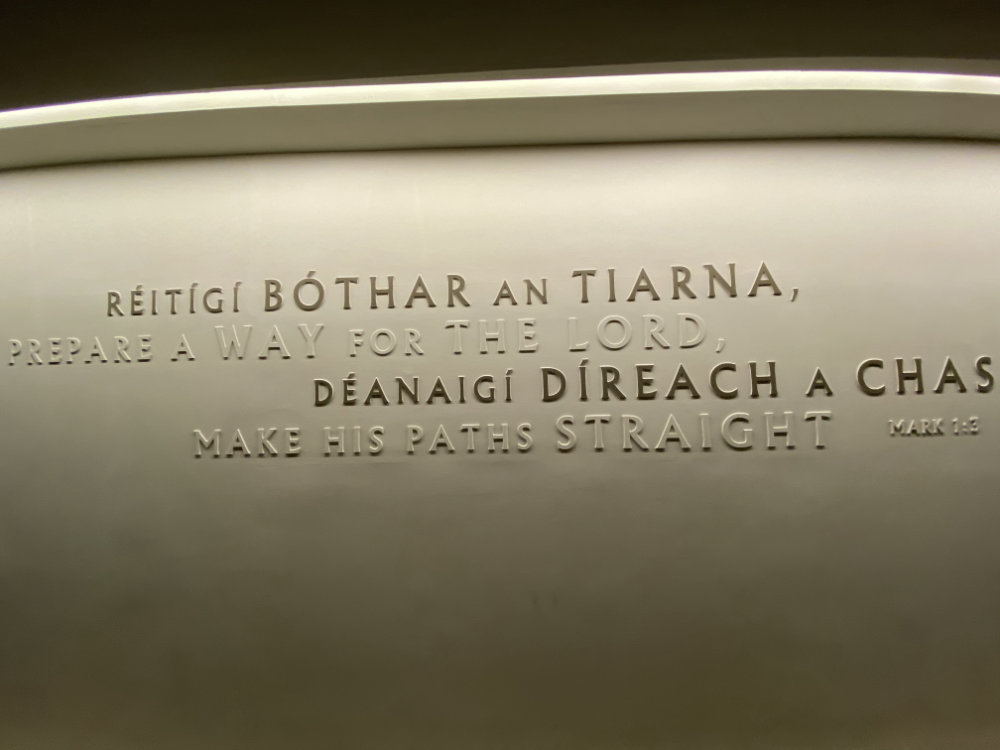 RÉITÍGÍ BÓTHAR AN TIARNA,
PREPARE A WAY FOR THE LORD,
DÉANAIGÍ DÍREACH A CHAS
MAKE HIS PATHS STRAIGHT MARK 1:3